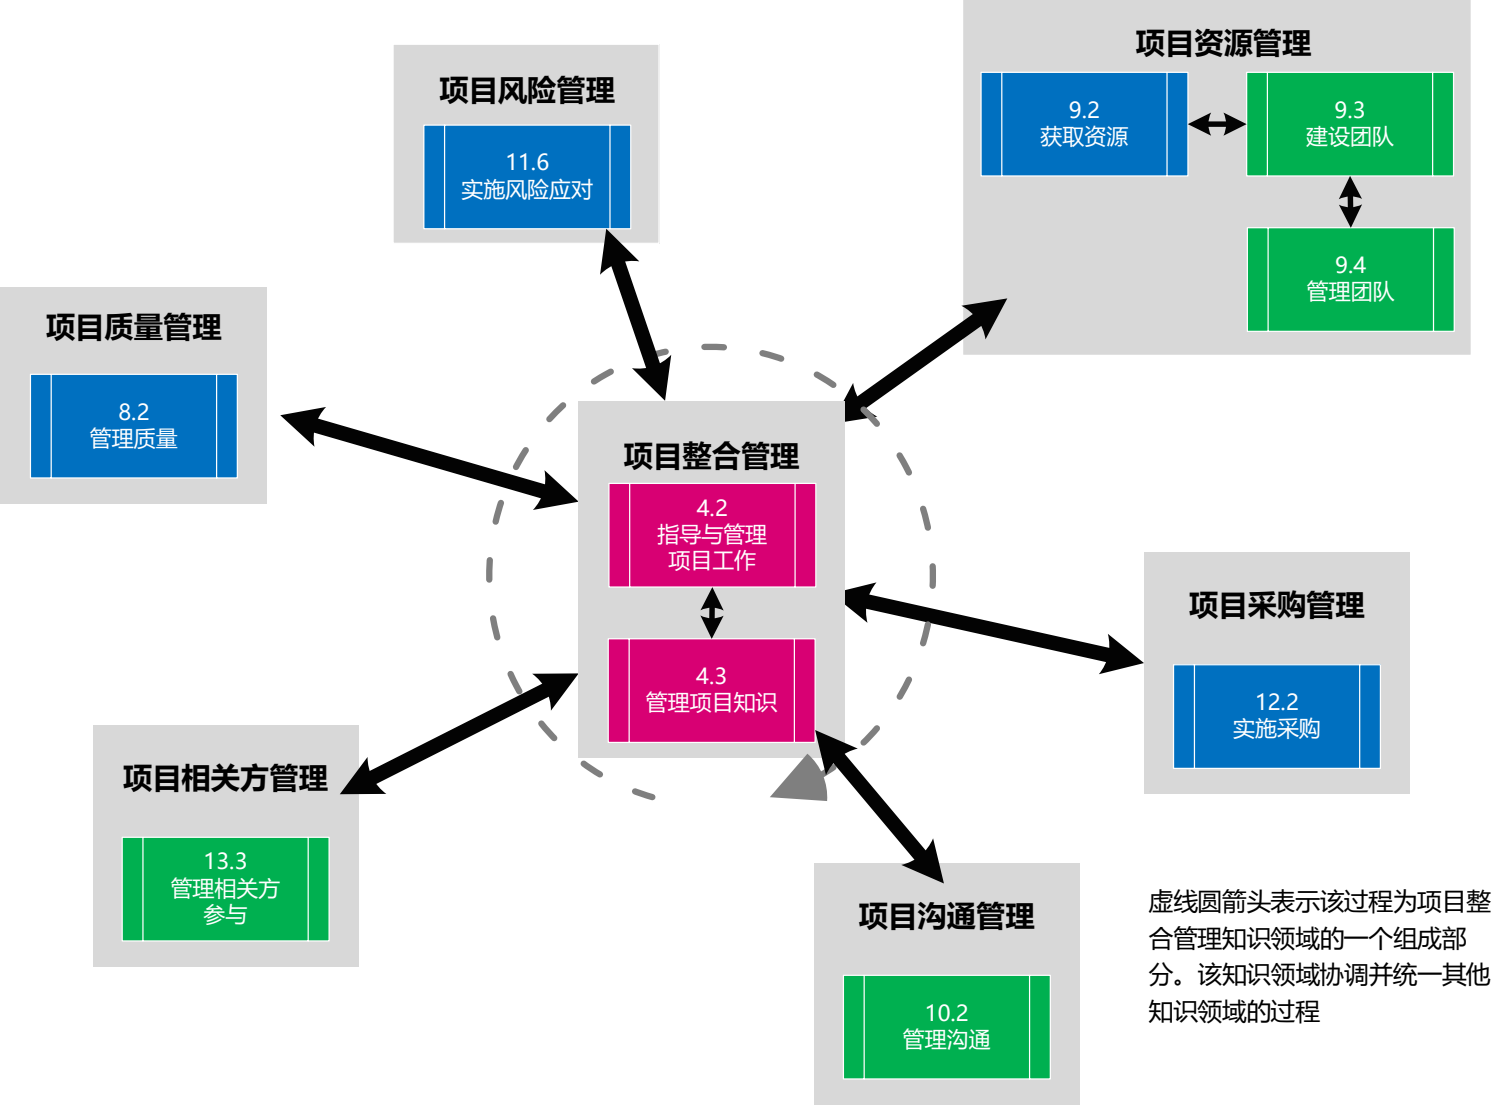 项目资源管理
9.2
获取资源
9.3
建设团队
9.4
管理团队
项目风险管理
11.6
实施风险应对
项目质量管理
8.2
管理质量
项目整合管理
4.2
指导与管理
项目工作
4.3
管理项目知识
项目采购管理
12.2
实施采购
项目相关方管理
13.3
管理相关方
参与
项目沟通管理
10.2
管理沟通
虚线圆箭头表示该过程为项目整
合管理知识领域的一个组成部
分。该知识领域协调并统一其他
知识领域的过程